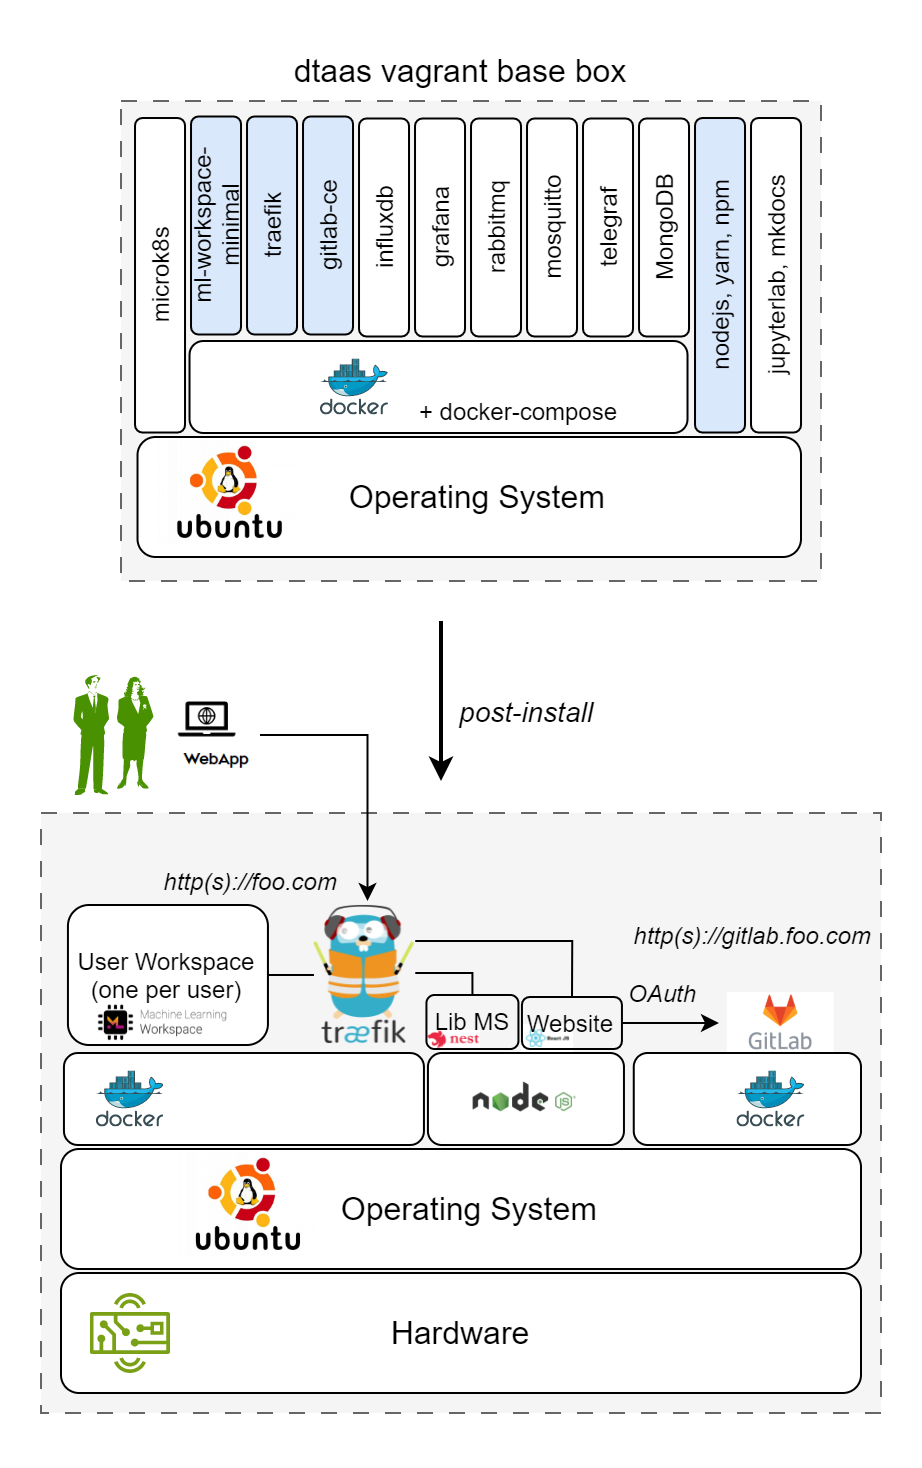 dtaas vagrant base box
microk8s
ml-workspace-
minimal
traefik
gitlab-ce
influxdb
grafana
rabbitmq
mosquitto
telegraf
MongoDB
nodejs, yarn, npm
jupyterlab, mkdocs
docker
+ docker-compose
ubuntu
Operating System
post-install
WebApp
http(s)://foo.com
http(s)://gitlab.foo.com
User Workspace
(one per user)
ML
Machine Learning
Workspace
træfik
Lib MS
nest
Website
React JS
OAuth
GitLab
docker
node
JS
docker
ubuntu
Operating System
Hardware